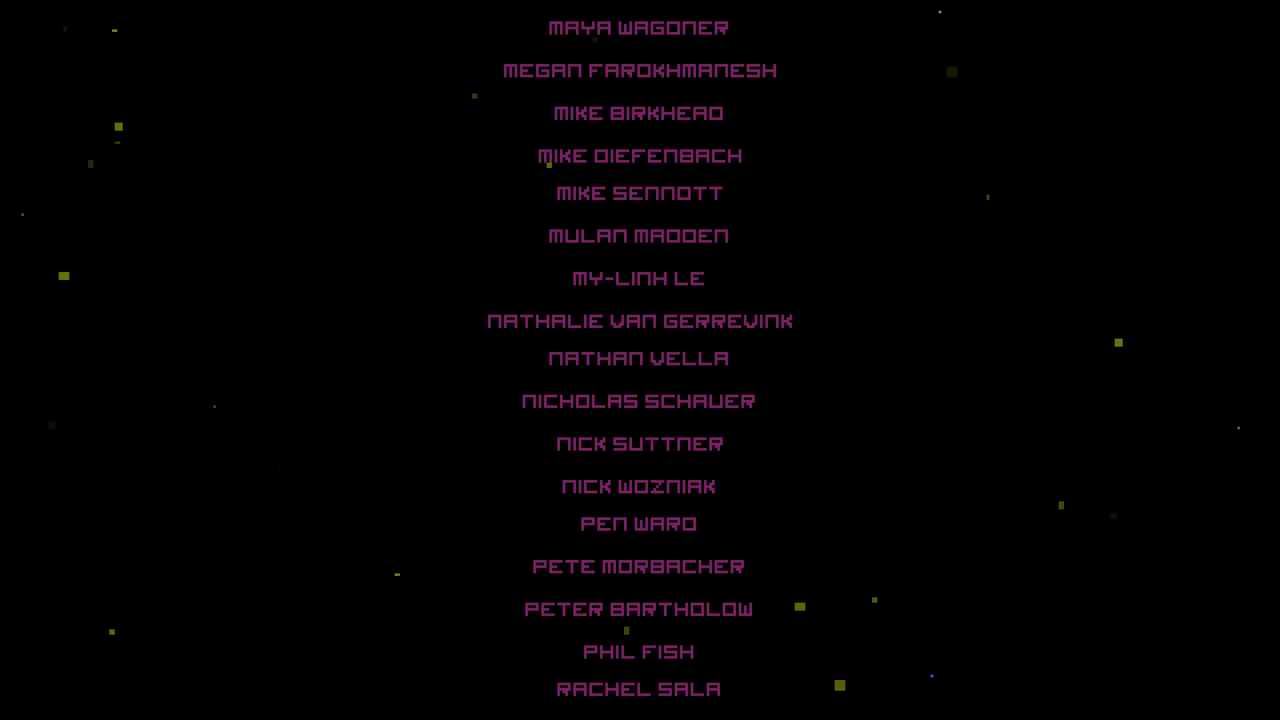 MAYA WAGONER
MEGAN FAROKHMANESH
MIKE BIRKHEAD
MIKE DIEFENBACH
MIKE SENNOTT
MULAN MADDEN
MY-LINH LE
NATHALIE VAN GERREVINK
NATHAN VELLA
NICHOLAS SCHAUER
NICK SUTTNER
NICK WOZNIAK
PEN WARD
PETE MORBACHER
PETER BARTHOLOW
PHIL FISH
RACHEL SALA